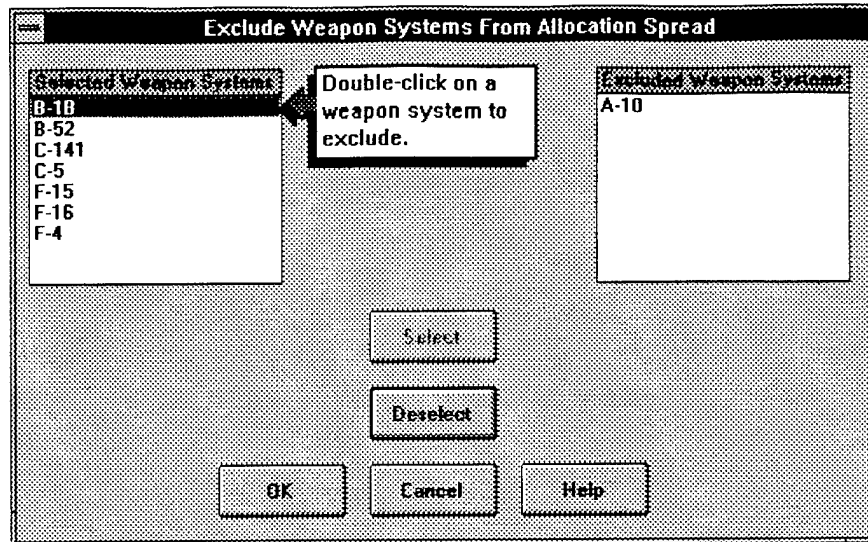 Exclude Weapon Systems From Allocation Spread
Selected Weapon Systems
B-1B
B-52
C-141
C-5
F-15
F-16
F-4
Double-click on a
weapon system to
exclude.
Excluded Weapon Systems
A-10
Select
Deselect
OK
Cancel
Help